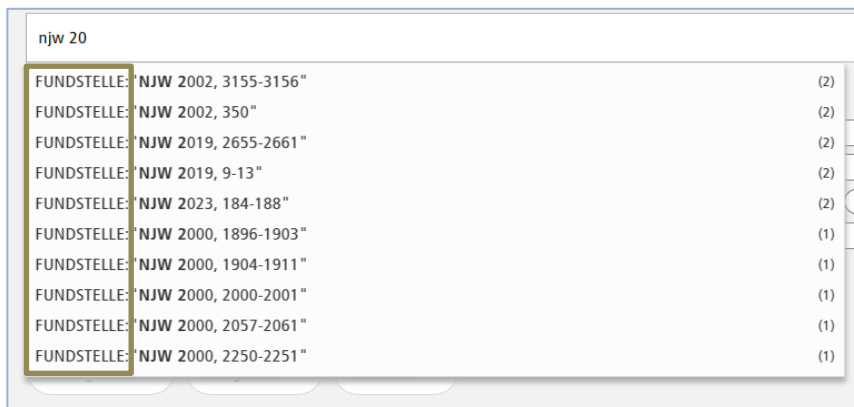 njw 20
FUNDSTELLE: "NJW 2002, 3155-3156" (2)
FUNDSTELLE: "NJW 2002, 350" (2)
FUNDSTELLE: "NJW 2019, 2655-2661" (2)
FUNDSTELLE: "NJW 2019, 9-13" (2)
FUNDSTELLE: "NJW 2023, 184-188" (2)
FUNDSTELLE: "NJW 2000, 1896-1903" (1)
FUNDSTELLE: "NJW 2000, 1904-1911" (1)
FUNDSTELLE: "NJW 2000, 2000-2001" (1)
FUNDSTELLE: "NJW 2000, 2057-2061" (1)
FUNDSTELLE: "NJW 2000, 2250-2251" (1)